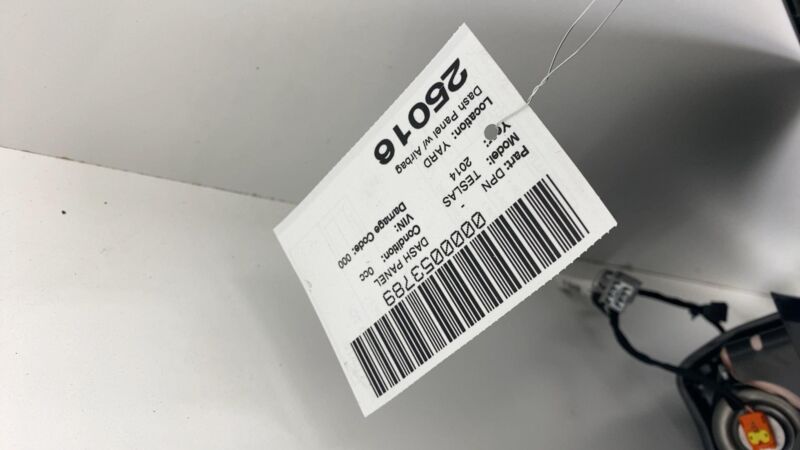 0000053789
Part: DPN - DASH PANEL
Model: TESLAS
Year: 2014
Condition: 0cc
VIN:
Damage Code: 000
Location: YARD
Dash Panel w/ Airbag
25016